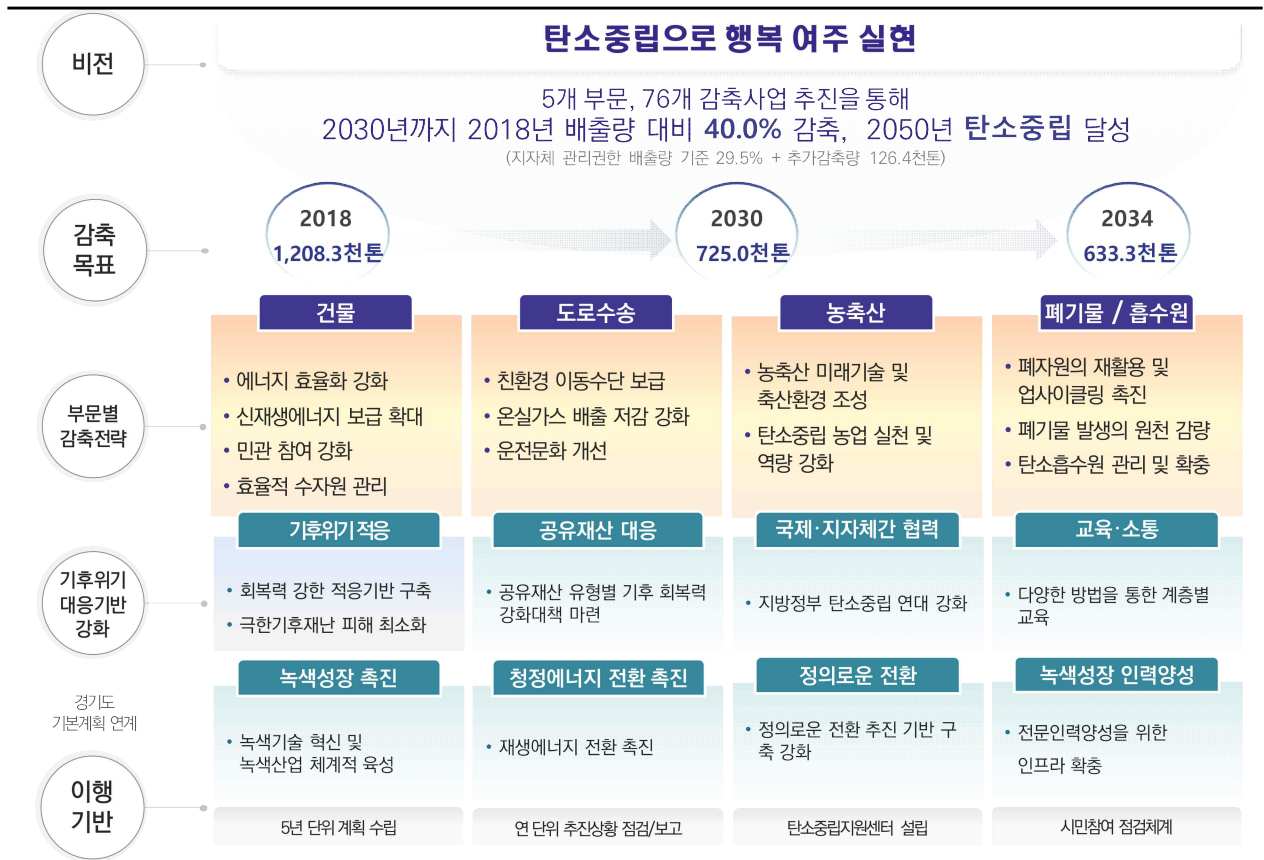 비전
탄소중립으로 행복 여주 실현
5개 부문, 76개 감축사업 추진을 통해
2030년까지 2018년 배출량 대비 40.0% 감축, 2050년 탄소중립 달성
(지자체 관리권한 배출량 기준 29.5% + 추가감축량 126.4천톤)
감축
목표
2018
1,208.3천톤
2030
725.0천톤
2034
633.3천톤
부문별
감축전략
건물
• 에너지 효율화 강화
• 신재생에너지 보급 확대
• 민관 참여 강화
• 효율적 수자원 관리
도로수송
• 친환경 이동수단 보급
• 온실가스 배출 저감 강화
• 운전문화 개선
농축산
• 농축산 미래기술 및
축산환경 조성
• 탄소중립 농업 실천 및
역량 강화
폐기물 / 흡수원
• 폐자원의 재활용 및
업사이클링 촉진
• 폐기물 발생의 원천 감량
• 탄소흡수원 관리 및 확충
기후위기
대응기반
강화
기후위기 적응
• 회복력 강한 적응기반 구축
• 극한기후재난 피해 최소화
공유재산 대응
• 공유재산 유형별 기후 회복력
강화대책 마련
국제·지자체간 협력
• 지방정부 탄소중립 연대 강화
교육·소통
• 다양한 방법을 통한 계층별
교육
경기도
기본계획 연계
녹색성장 촉진
• 녹색기술 혁신 및
녹색산업 체계적 육성
청정에너지 전환 촉진
• 재생에너지 전환 촉진
정의로운 전환
• 정의로운 전환 추진 기반 구
축 강화
녹색성장 인력양성
• 전문인력양성을 위한
인프라 확충
이행
기반
5년 단위 계획 수립
연 단위 추진상황 점검/보고
탄소중립지원센터 설립
시민참여 점검체계